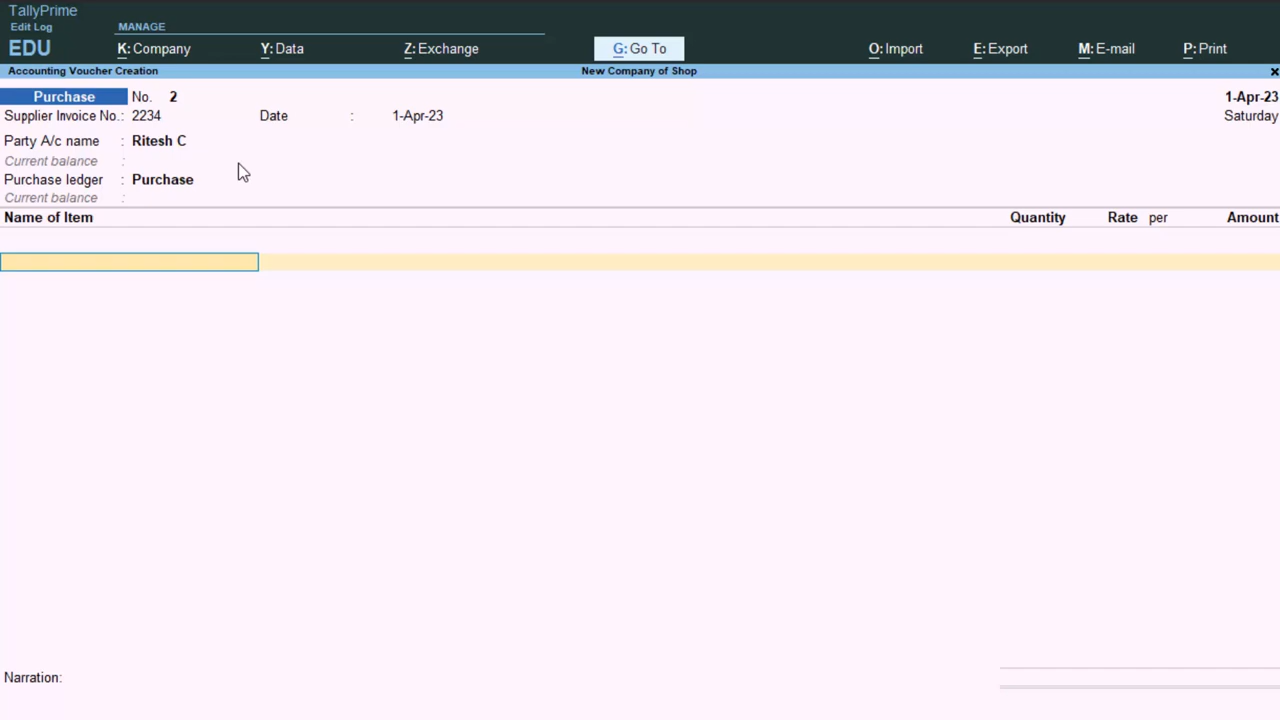 TallyPrime
Edit Log
MANAGE
EDU K: Company Y: Data Z: Exchange G: Go To O: Import E: Export M: E-mail P: Print
Accounting Voucher Creation New Company of Shop ×
Purchase No. 2 1-Apr-23
Supplier Invoice No.: 2234 Date : 1-Apr-23 Saturday
Party A/c name : Ritesh C
Current balance :
Purchase ledger : Purchase
Current balance :
Name of Item Quantity Rate per Amount
Narration: